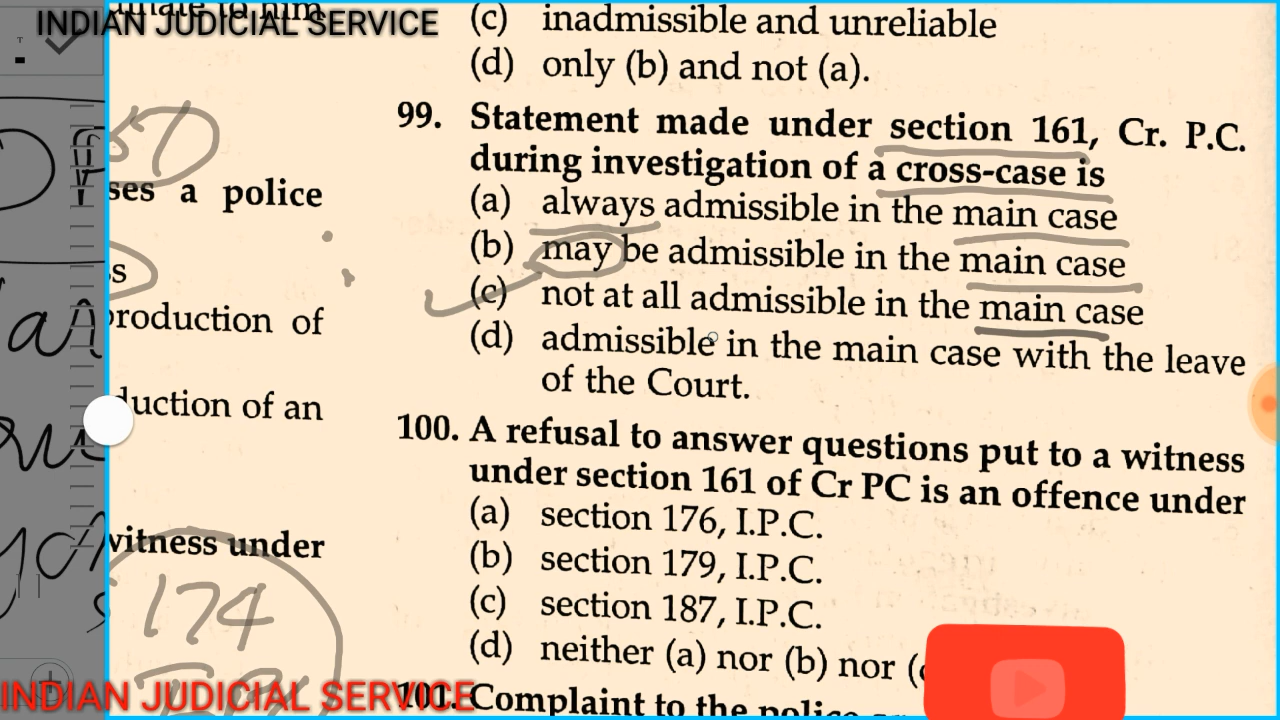 INDIAN JUDICIAL SERVICE
(c) inadmissible and unreliable
(d) only (b) and not (a).
ses a police
s
production of
duction of an
witness under
174
99. Statement made under section 161, Cr. P.C.
during investigation of a cross-case is
(a) always admissible in the main case
(b) may be admissible in the main case
(c) not at all admissible in the main case
(d) admissible in the main case with the leave
of the Court.
100. A refusal to answer questions put to a witness
under section 161 of Cr PC is an offence under
(a) section 176, I.P.C.
(b) section 179, I.P.C.
(c) section 187, I.P.C.
(d) neither (a) nor (b) nor (c
101. Complaint to the police
INDIAN JUDICIAL SERVICE